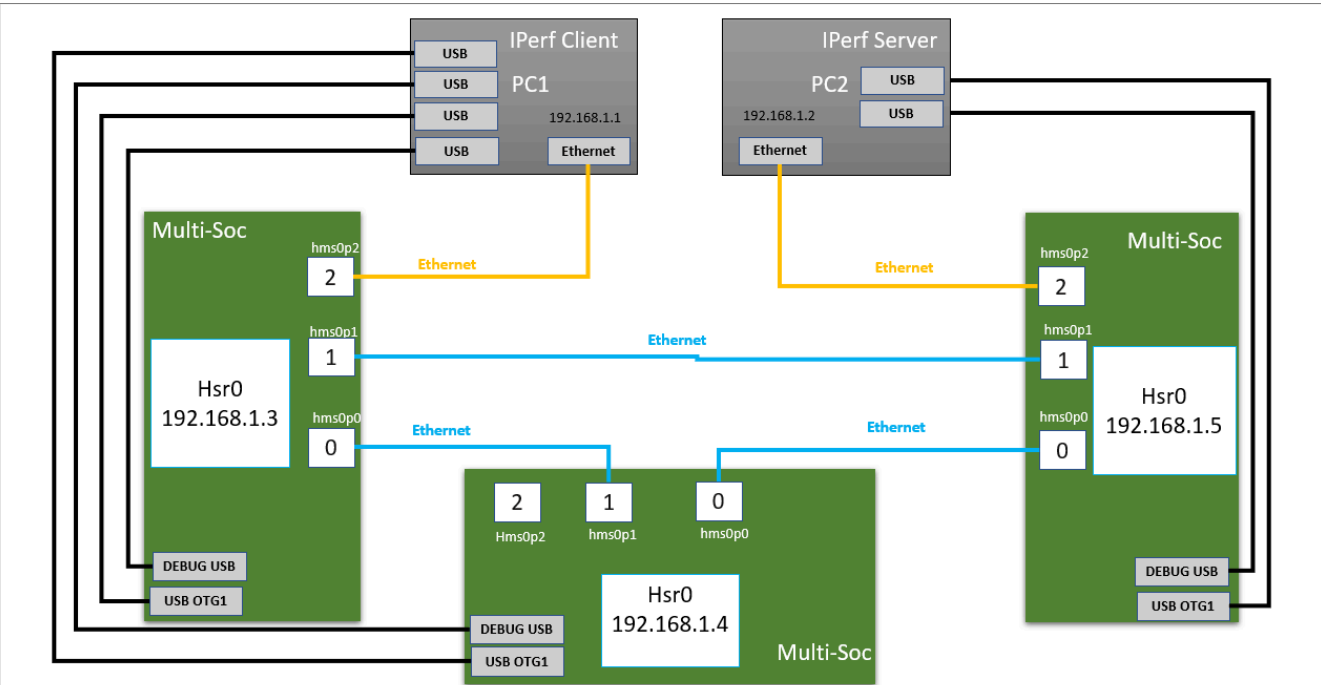 IPerf Client
PC1
192.168.1.1
USB
USB
USB
USB
Ethernet
IPerf Server
PC2
192.168.1.2
USB
USB
Ethernet
Multi-Soc
hms0p2
2
hms0p1
1
hms0p0
0
Hsr0
192.168.1.3
DEBUG USB
USB OTG1
Ethernet
Ethernet
Ethernet
Ethernet
Ethernet
Multi-Soc
hms0p2
2
hms0p1
1
hms0p0
0
Hsr0
192.168.1.5
DEBUG USB
USB OTG1
2
Hms0p2
1
hms0p1
0
hms0p0
Hsr0
192.168.1.4
DEBUG USB
USB OTG1
Multi-Soc